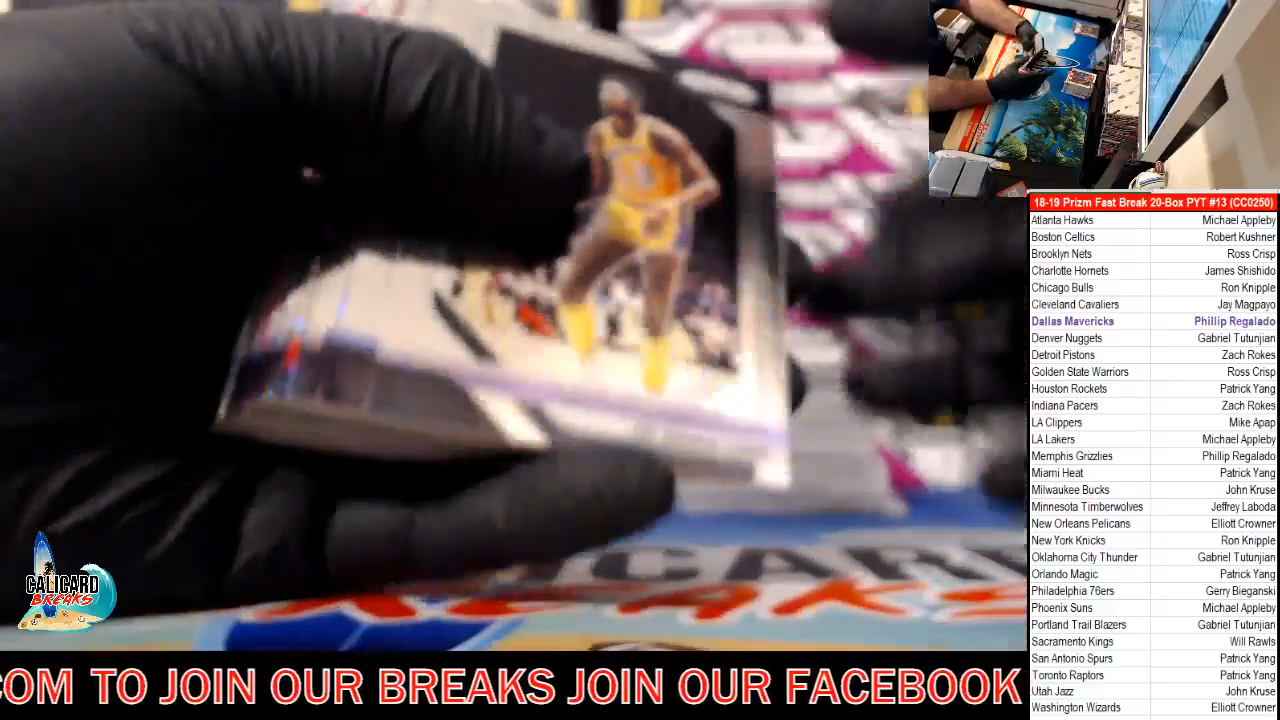 18-19 Prizm Fast Break 20-Box PYT #13 (CC0250)
Atlanta Hawks Michael Appleby
Boston Celtics Robert Kushner
Brooklyn Nets Ross Crisp
Charlotte Hornets James Shishido
Chicago Bulls Ron Knipple
Cleveland Cavaliers Jay Magpayo
Dallas Mavericks Phillip Regalado
Denver Nuggets Gabriel Tutunjian
Detroit Pistons Zach Rokes
Golden State Warriors Ross Crisp
Houston Rockets Patrick Yang
Indiana Pacers Zach Rokes
LA Clippers Mike Apap
LA Lakers Michael Appleby
Memphis Grizzlies Phillip Regalado
Miami Heat Patrick Yang
Milwaukee Bucks John Kruse
Minnesota Timberwolves Jeffrey Laboda
New Orleans Pelicans Elliott Crowner
New York Knicks Ron Knipple
Oklahoma City Thunder Gabriel Tutunjian
Orlando Magic Patrick Yang
Philadelphia 76ers Gerry Bieganski
Phoenix Suns Michael Appleby
Portland Trail Blazers Gabriel Tutunjian
Sacramento Kings Will Rawls
San Antonio Spurs Patrick Yang
Toronto Raptors Patrick Yang
Utah Jazz John Kruse
Washington Wizards Elliott Crowner
CALICARD
BREAKS
COM TO JOIN OUR BREAKS JOIN OUR FACEBOOK